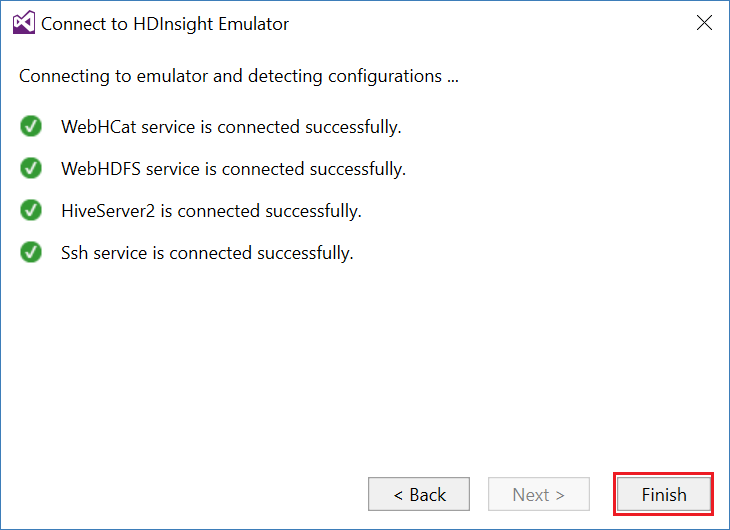 Connect to HDInsight Emulator
Connecting to emulator and detecting configurations ...
WebHCat service is connected successfully.
WebHDFS service is connected successfully.
HiveServer2 is connected successfully.
Ssh service is connected successfully.
< Back Next > Finish